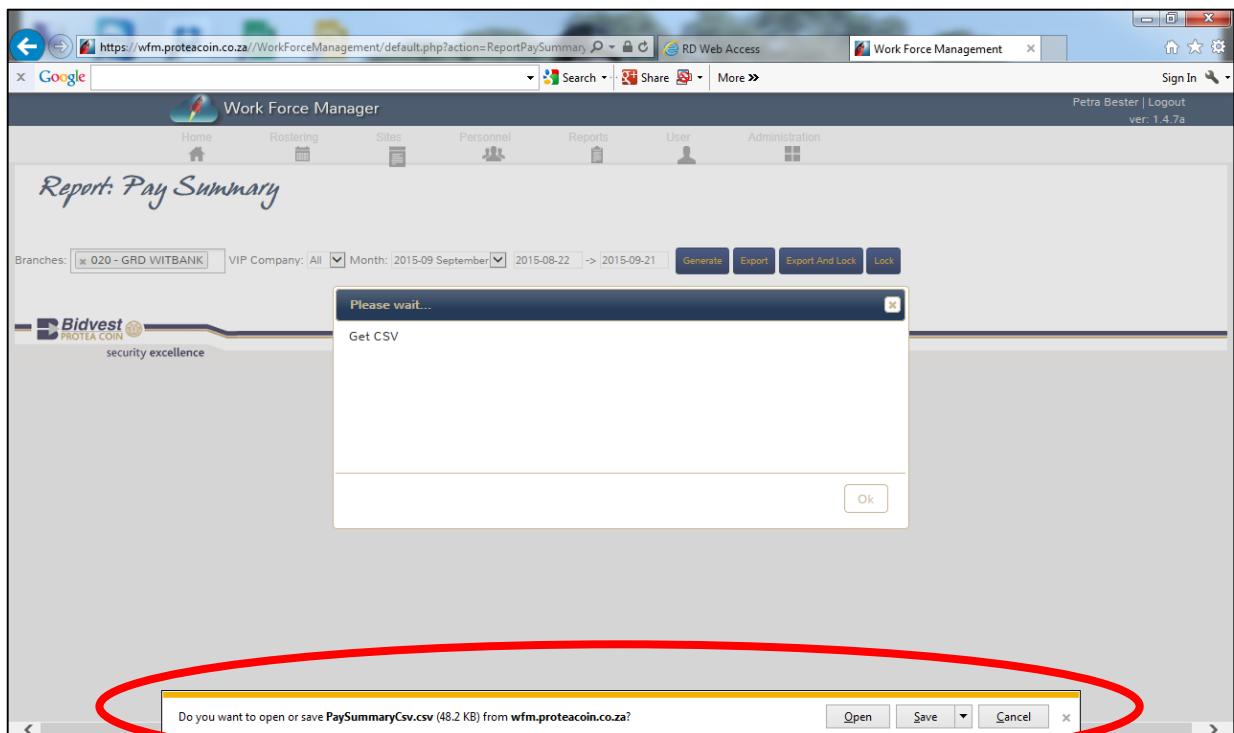 https://wfm.proteacoin.co.za//WorkForceManagement/default.php?action=ReportPaySummary
RD Web Access
Work Force Management
x Google Search Share More »
Sign In
Work Force Manager
Petra Bester | Logout
ver: 1.4.7a
Home Rostering Sites Personnel Reports User Administration
Report: Pay Summary
Branches: x 020 - GRD WITBANK VIP Company: All Month: 2015-09 September 2015-08-22 -> 2015-09-21 Generate Export Export And Lock Lock
Please wait...
Get CSV
Ok
Bidvest
PROTEA COIN
security excellence
Do you want to open or save PaySummaryCsv.csv (48.2 KB) from wfm.proteacoin.co.za? Open Save Cancel x